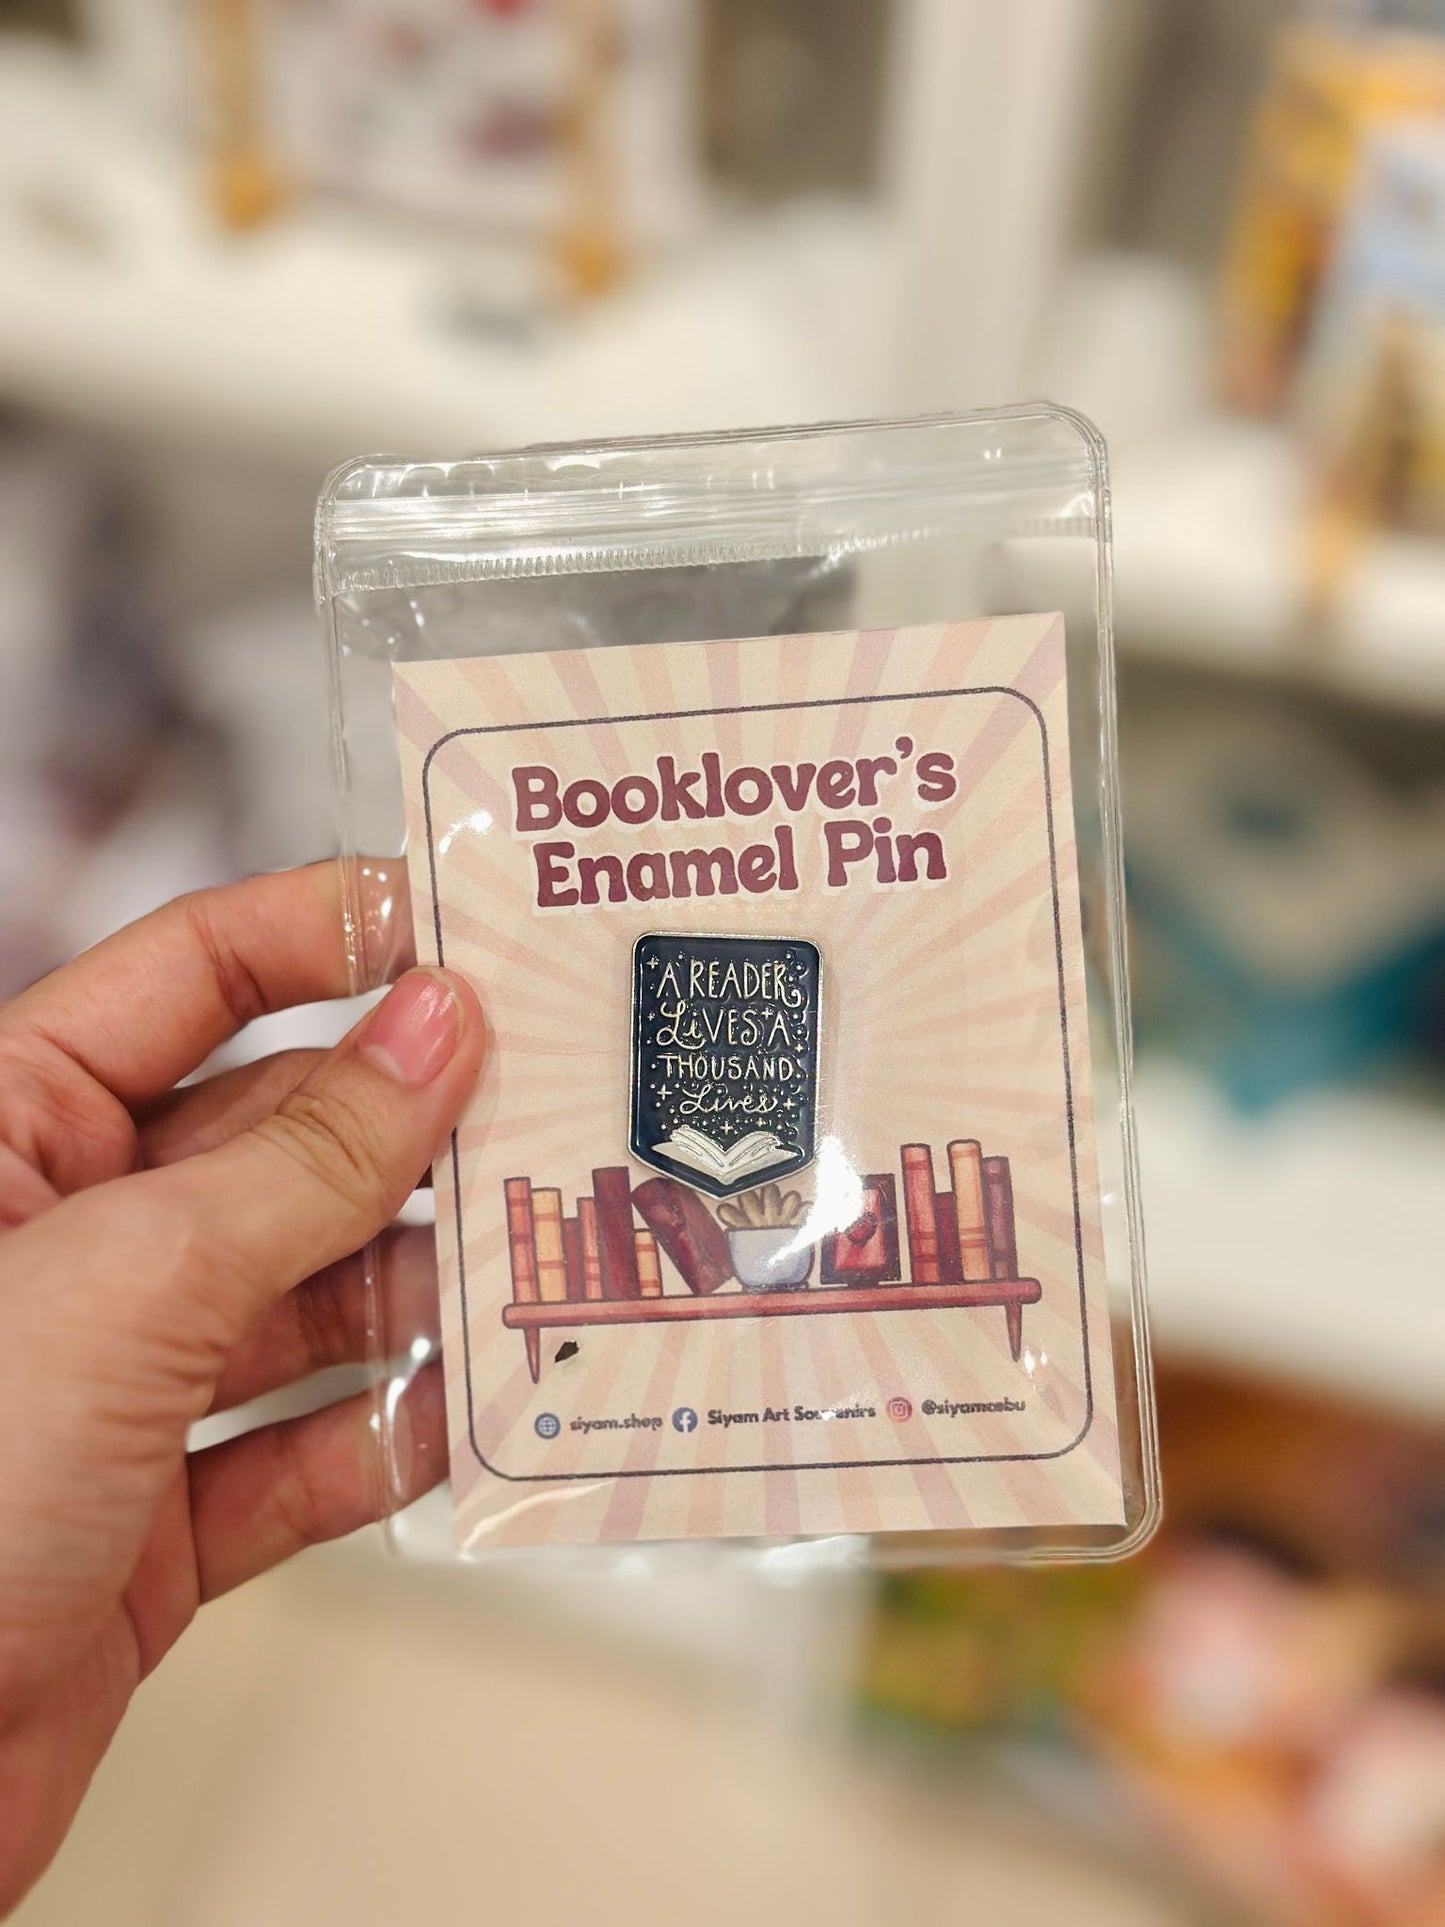 Booklover's
Enamel Pin
A READER
LiVES A
THOUSAND
Lives
siyam.shop Siyam Art Souvenirs @siyamcebu